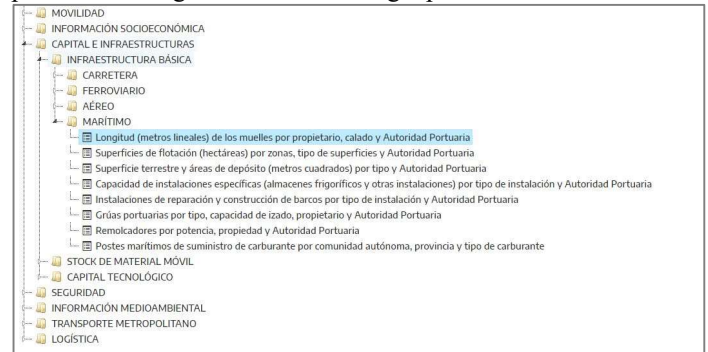 MOVILIDAD
INFORMACIÓN SOCIOECONÓMICA
CAPITAL E INFRAESTRUCTURAS
INFRAESTRUCTURA BÁSICA
CARRETERA
FERROVIARIO
AÉREO
MARÍTIMO
Longitud (metros lineales) de los muelles por propietario, calado y Autoridad Portuaria
Superficies de flotación (hectáreas) por zonas, tipo de superficies y Autoridad Portuaria
Superficie terrestre y áreas de depósito (metros cuadrados) por tipo y Autoridad Portuaria
Capacidad de instalaciones específicas (almacenes frigoríficos y otras instalaciones) por tipo de instalación y Autoridad Portuaria
Instalaciones de reparación y construcción de barcos por tipo de instalación y Autoridad Portuaria
Grúas portuarias por tipo, capacidad de izado, propietario y Autoridad Portuaria
Remolcadores por potencia, propiedad y Autoridad Portuaria
Postes marítimos de suministro de carburante por comunidad autónoma, provincia y tipo de carburante
STOCK DE MATERIAL MÓVIL
CAPITAL TECNOLÓGICO
SEGURIDAD
INFORMACIÓN MEDIOAMBIENTAL
TRANSPORTE METROPOLITANO
LOGÍSTICA